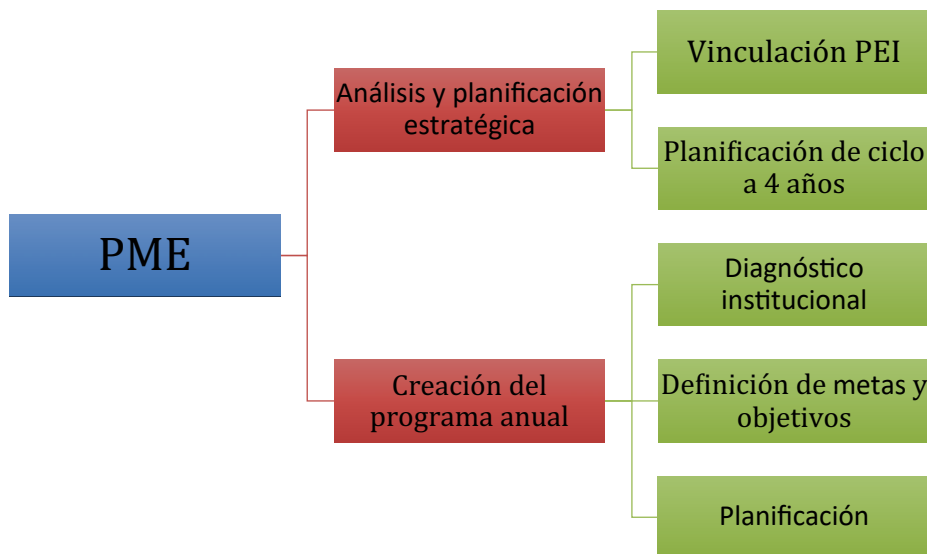 PME
Análisis y planificación
estratégica
Vinculación PEI
Planificación de ciclo
a 4 años
Creación del
programa anual
Diagnóstico
institucional
Definición de metas y
objetivos
Planificación